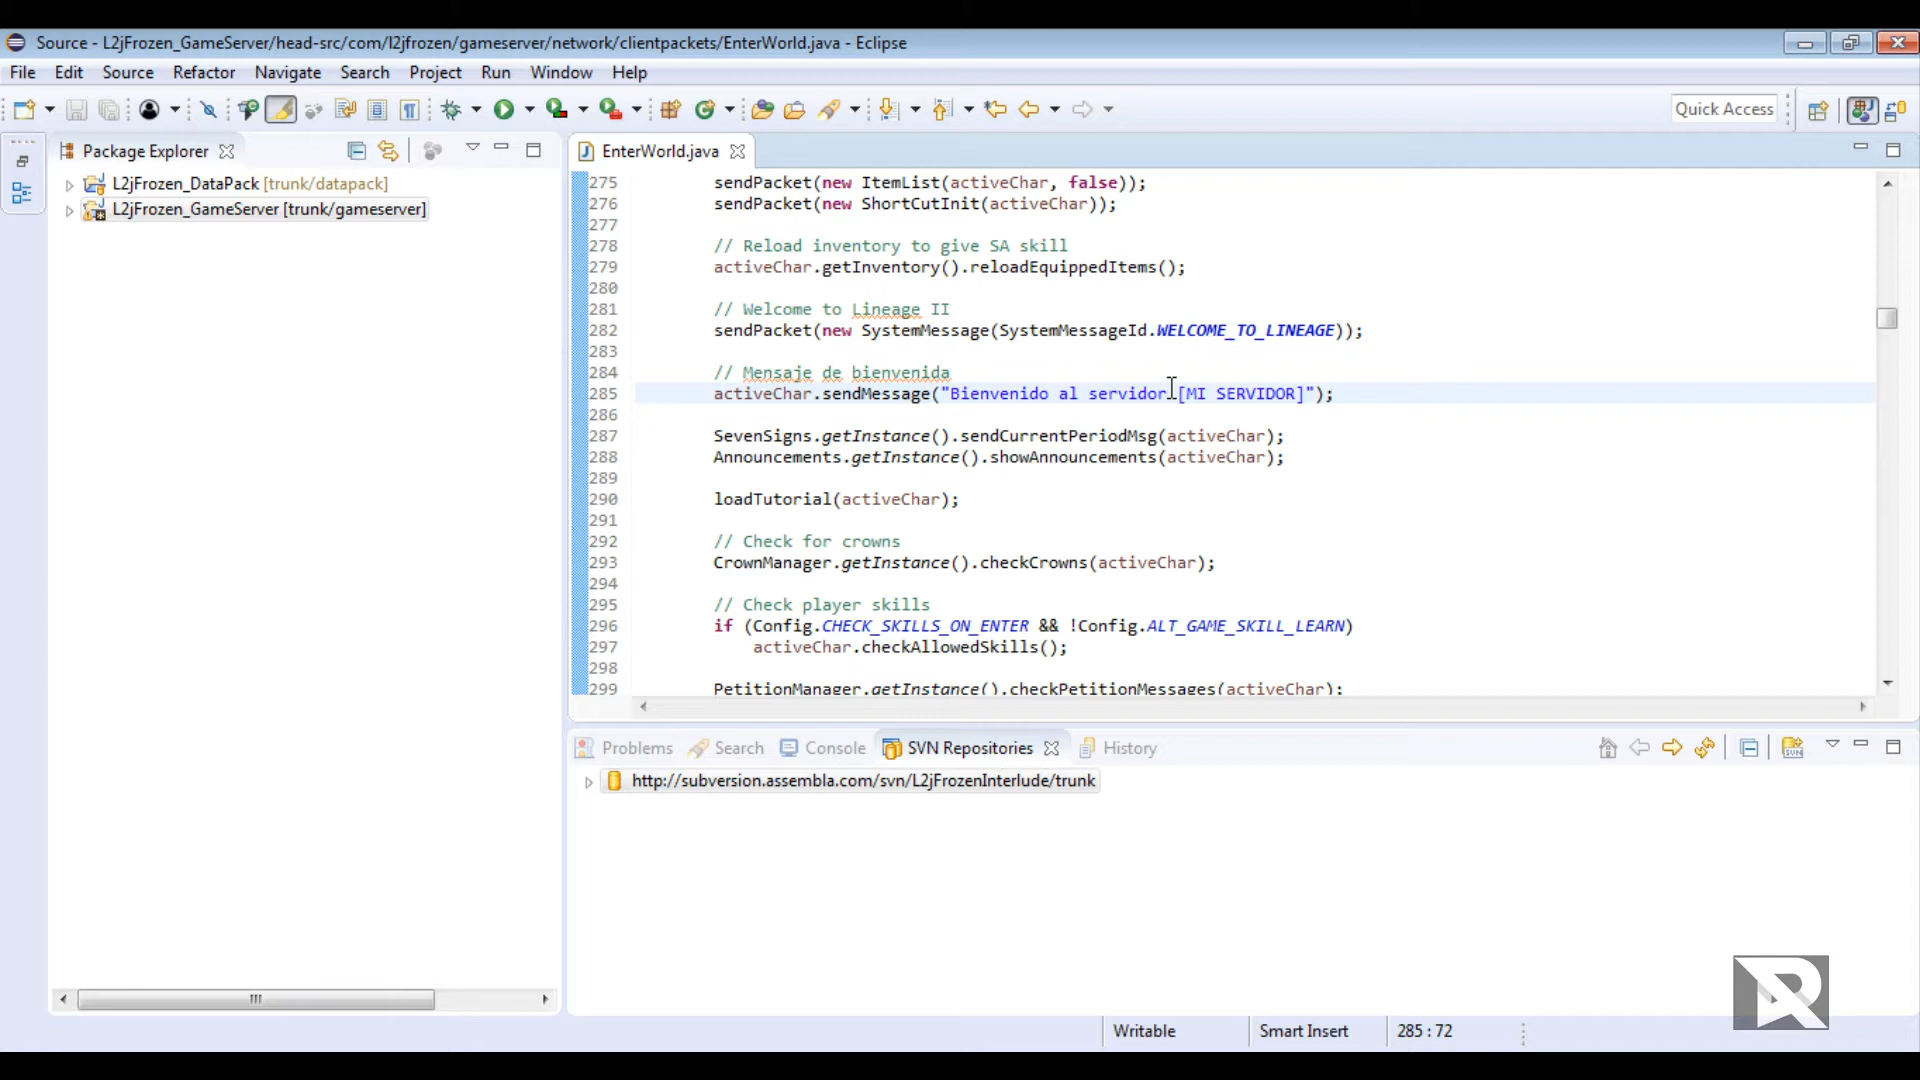 Source - L2jFrozen_GameServer/head-src/com/l2jfrozen/gameserver/network/clientpackets/EnterWorld.java - Eclipse
File Edit Source Refactor Navigate Search Project Run Window Help
Quick Access
Package Explorer
L2jFrozen_DataPack [trunk/datapack]
L2jFrozen_GameServer [trunk/gameserver]
EnterWorld.java
275 sendPacket(new ItemList(activeChar, false));
276 sendPacket(new ShortCutInit(activeChar));
277
278 // Reload inventory to give SA skill
279 activeChar.getInventory().reloadEquippedItems();
280
281 // Welcome to Lineage II
282 sendPacket(new SystemMessage(SystemMessageId.WELCOME_TO_LINEAGE));
283
284 // Mensaje de bienvenida
285 activeChar.sendMessage("Bienvenido al servidor [MI SERVIDOR]");
286
287 SevenSigns.getInstance().sendCurrentPeriodMsg(activeChar);
288 Announcements.getInstance().showAnnouncements(activeChar);
289
290 loadTutorial(activeChar);
291
292 // Check for crowns
293 CrownManager.getInstance().checkCrowns(activeChar);
294
295 // Check player skills
296 if (Config.CHECK_SKILLS_ON_ENTER && !Config.ALT_GAME_SKILL_LEARN)
297 activeChar.checkAllowedSkills();
298
299 PetitionManager.getInstance().checkPetitionMessages(activeChar);
Problems Search Console SVN Repositories History
http://subversion.assembla.com/svn/L2jFrozenInterlude/trunk
Writable Smart Insert 285 : 72